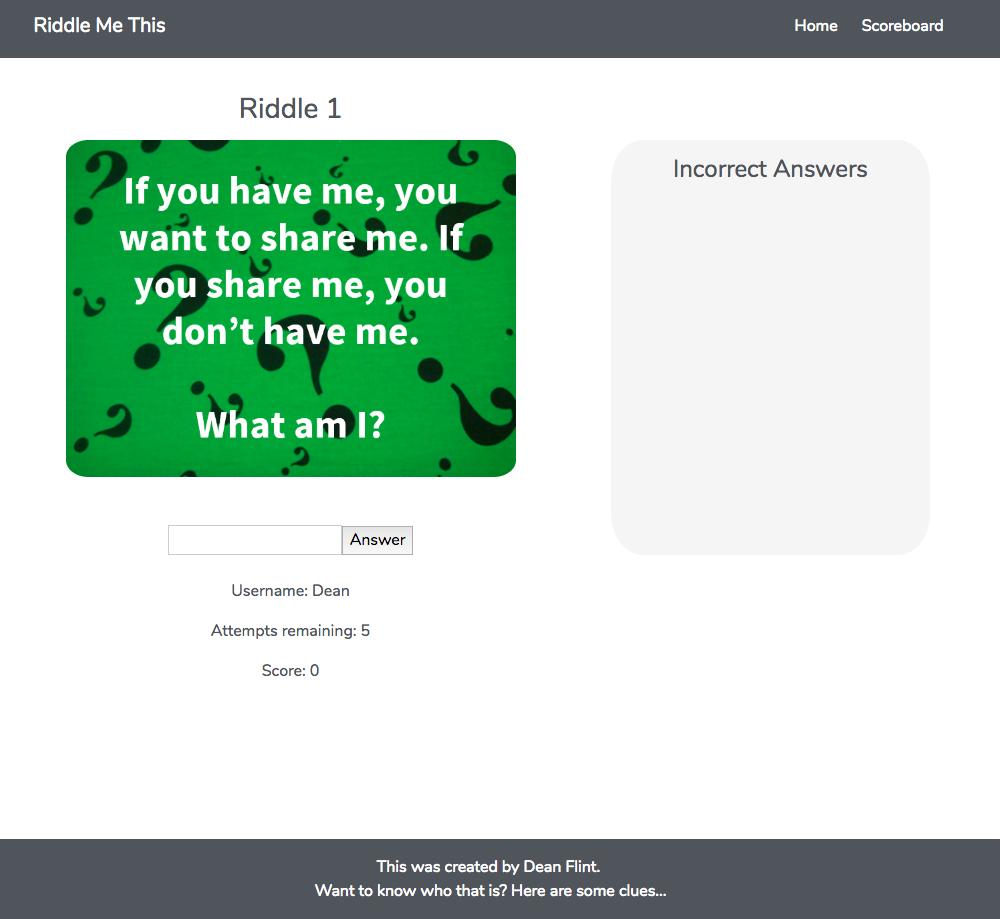 Riddle Me This
Home Scoreboard
Riddle 1
If you have me, you
want to share me. If
you share me, you
don’t have me.
What am I?
Incorrect Answers
Answer
Username: Dean
Attempts remaining: 5
Score: 0
This was created by Dean Flint.
Want to know who that is? Here are some clues...